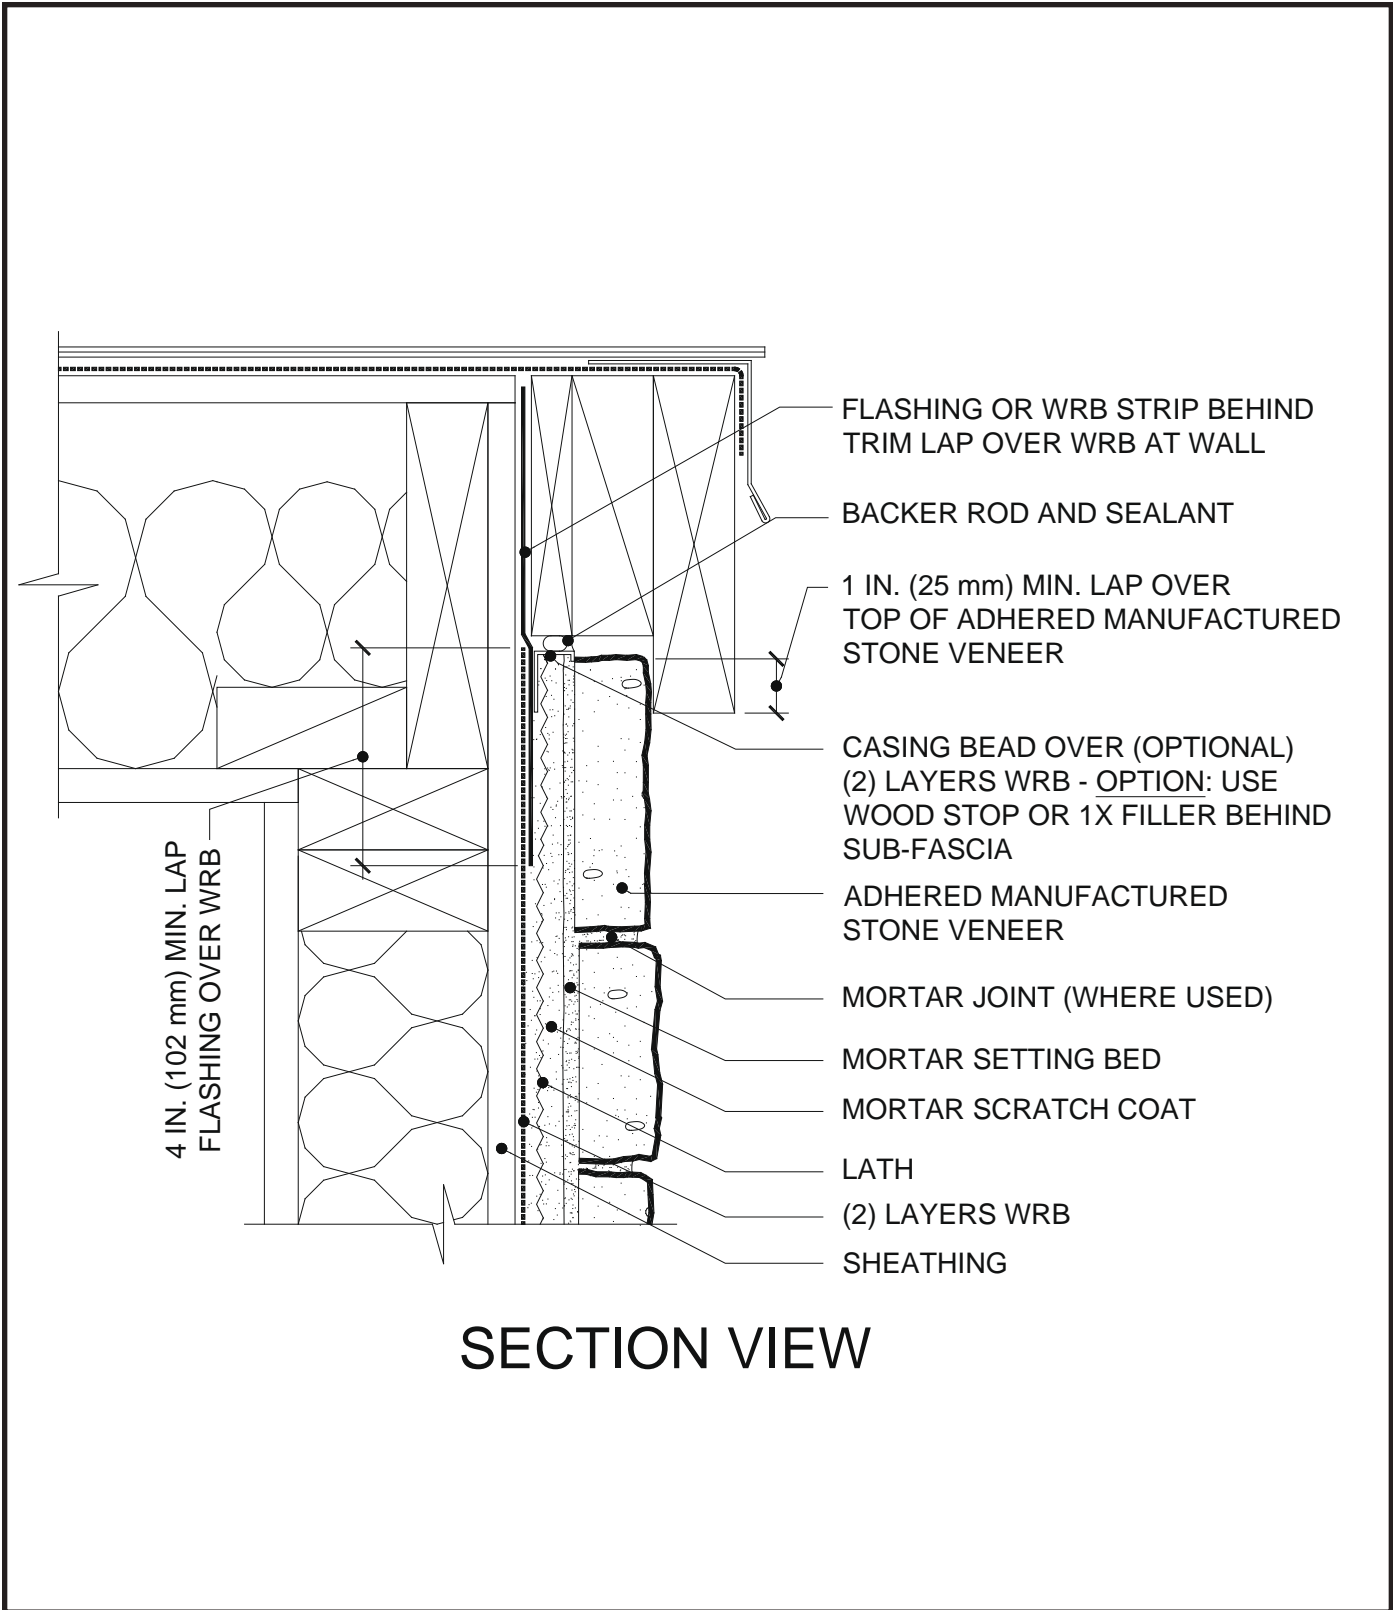 FLASHING OR WRB STRIP BEHIND
TRIM LAP OVER WRB AT WALL
BACKER ROD AND SEALANT
1 IN. (25 mm) MIN. LAP OVER
TOP OF ADHERED MANUFACTURED
STONE VENEER
CASING BEAD OVER (OPTIONAL)
(2) LAYERS WRB - OPTION: USE
WOOD STOP OR 1X FILLER BEHIND
SUB-FASCIA
ADHERED MANUFACTURED
STONE VENEER
MORTAR JOINT (WHERE USED)
MORTAR SETTING BED
MORTAR SCRATCH COAT
LATH
(2) LAYERS WRB
SHEATHING
4 IN. (102 mm) MIN. LAP
FLASHING OVER WRB
SECTION VIEW